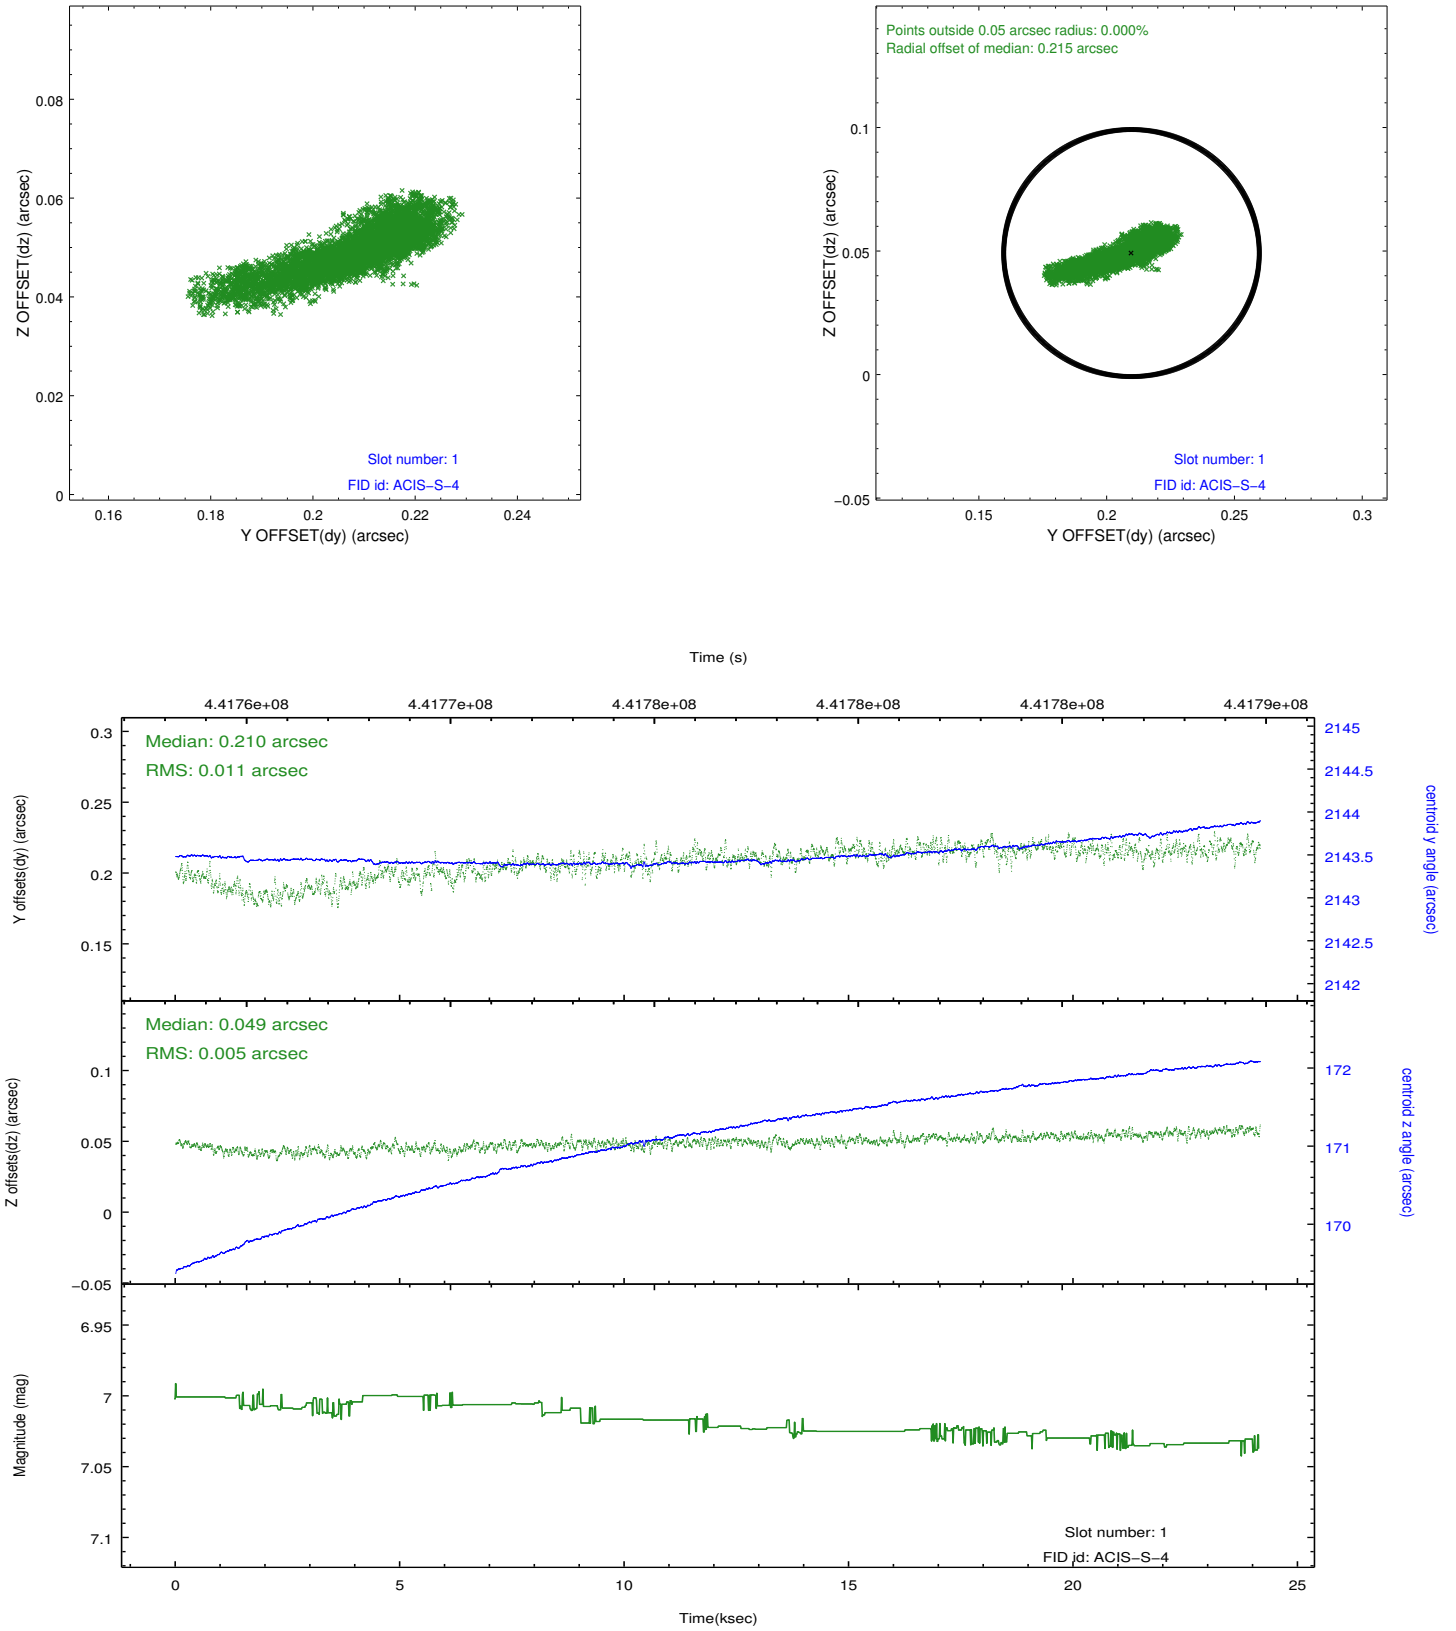 0.08
0.06
0.04
0.02
0
Z OFFSET(dz) (arcsec)
Slot number: 1
FID id: ACIS−S−4
0.16 0.18 0.2 0.22 0.24
Y OFFSET(dy) (arcsec)
Points outside 0.05 arcsec radius: 0.000%
Radial offset of median: 0.215 arcsec
0.1
0.05
0
−0.05
Z OFFSET(dz) (arcsec)
Slot number: 1
FID id: ACIS−S−4
0.15 0.2 0.25 0.3
Y OFFSET(dy) (arcsec)
Time (s)
4.4176e+08 4.4177e+08 4.4178e+08 4.4178e+08 4.4178e+08 4.4179e+08
Median: 0.210 arcsec
RMS: 0.011 arcsec
0.3
0.25
0.2
0.15
Y offsets(dy) (arcsec)
2145
2144.5
2144
2143.5
2143
2142.5
2142
centroid y angle (arcsec)
Median: 0.049 arcsec
RMS: 0.005 arcsec
0.1
0.05
0
−0.05
Z offsets(dz) (arcsec)
172
171
170
centroid z angle (arcsec)
6.95
7
7.05
7.1
Magnitude (mag)
Slot number: 1
FID id: ACIS−S−4
0 5 10 15 20 25
Time(ksec)